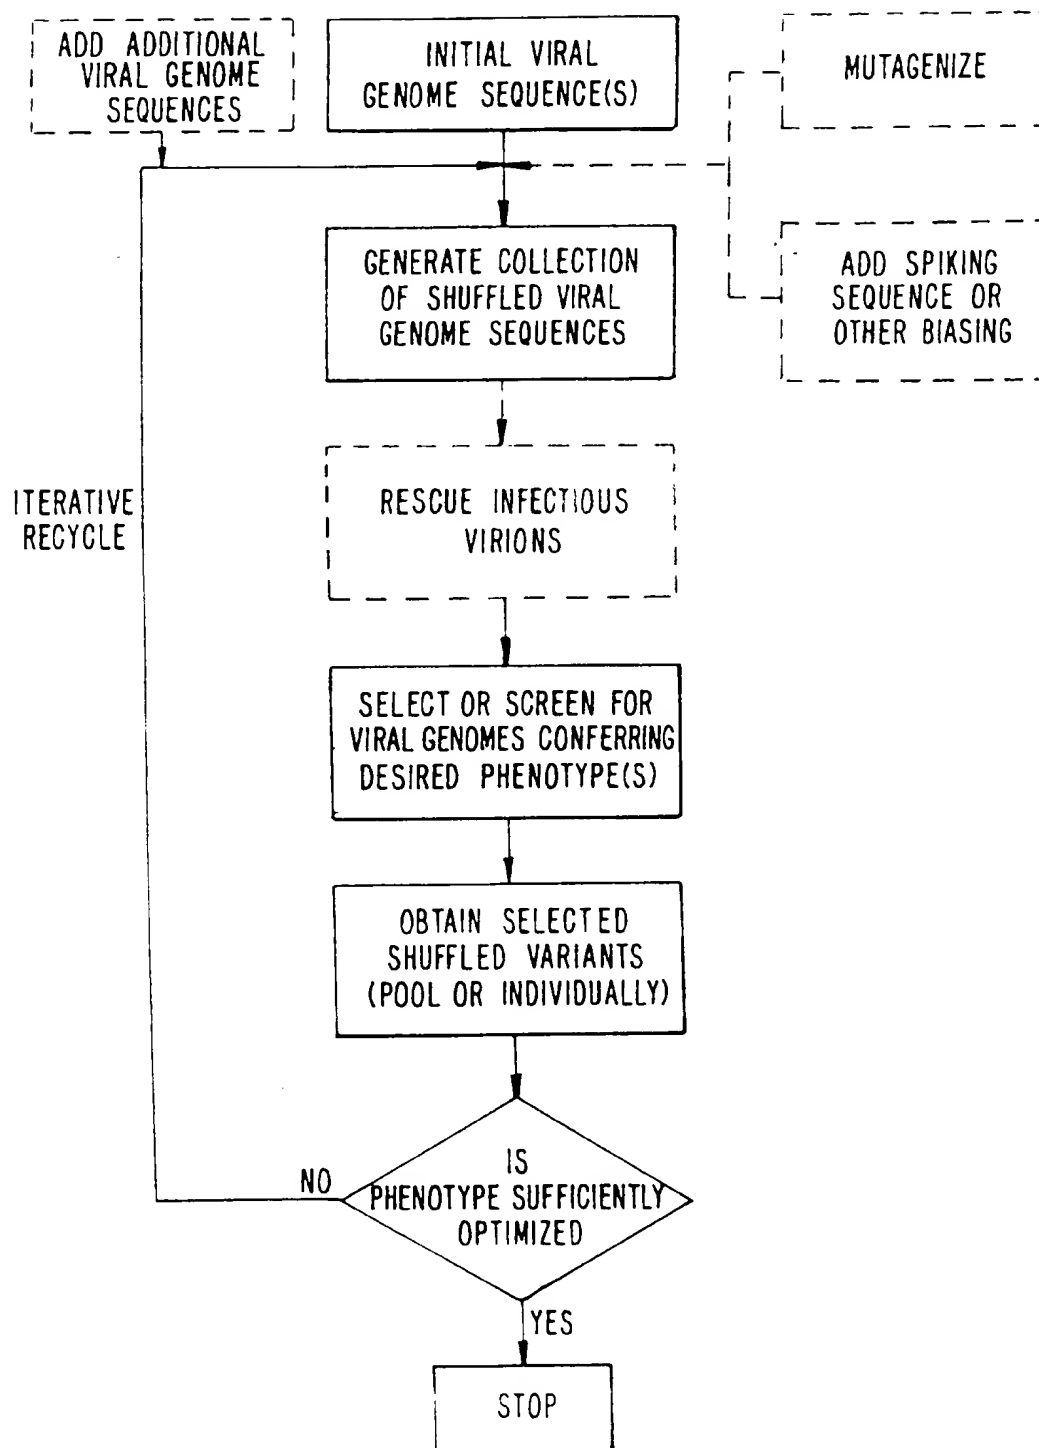 ADD ADDITIONAL
VIRAL GENOME
SEQUENCES
INITIAL VIRAL
GENOME SEQUENCE(S)
MUTAGENIZE
GENERATE COLLECTION
OF SHUFFLED VIRAL
GENOME SEQUENCES
ADD SPIKING
SEQUENCE OR
OTHER BIASING
ITERATIVE
RECYCLE
RESCUE INFECTIOUS
VIRIONS
SELECT OR SCREEN FOR
VIRAL GENOMES CONFERRING
DESIRED PHENOTYPE(S)
OBTAIN SELECTED
SHUFFLED VARIANTS
(POOL OR INDIVIDUALLY)
NO
IS
PHENOTYPE SUFFICIENTLY
OPTIMIZED
YES
STOP